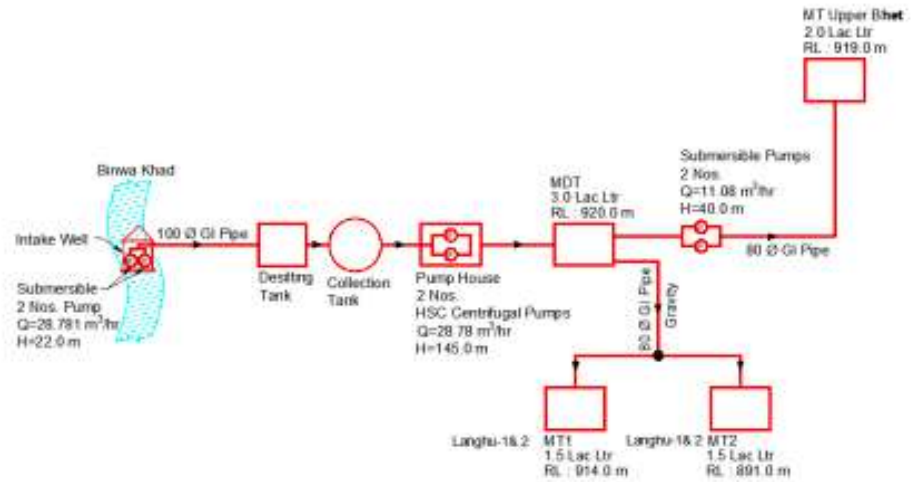 MT Upper Bhet
2.0 Lac Ltr
RL : 919.0 m
Submersible Pumps
2 Nos.
Q=11.08 m³/hr
H=40.0 m
80 Ø GI Pipe
Binwa Khad
Intake Well
Submersible
2 Nos. Pump
Q=28.781 m³/hr
H=22.0 m
100 Ø GI Pipe
Desilting
Tank
Collection
Tank
Pump House
2 Nos.
HSC Centrifugal Pumps
Q=28.78 m³/hr
H=145.0 m
MDT
3.0 Lac Ltr
RL : 920.0 m
80 Ø GI Pipe
Gravity
Langhu-1& 2
MT1
1.5 Lac Ltr
RL : 914.0 m
Langhu-1& 2
MT2
1.5 Lac Ltr
RL : 891.0 m